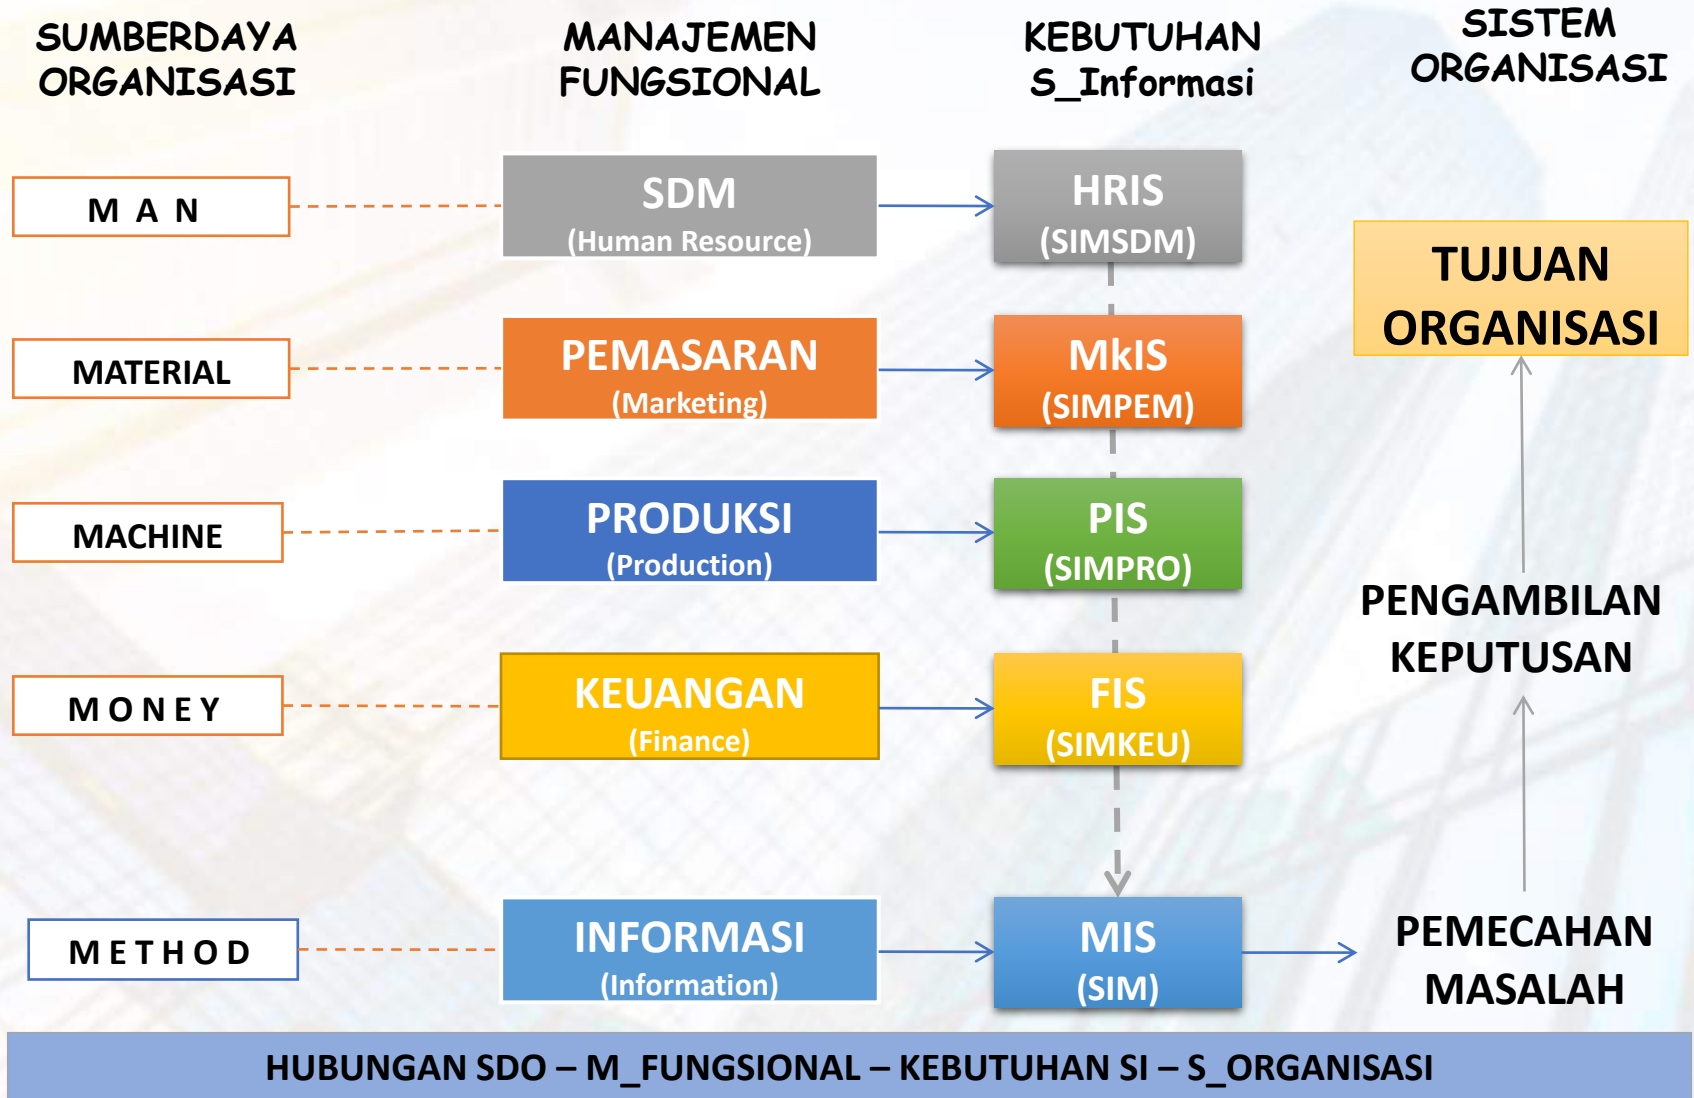 SUMBERDAYA
ORGANISASI
MANAJEMEN
FUNGSIONAL
KEBUTUHAN
S_Informasi
SISTEM
ORGANISASI
M A N
SDM
(Human Resource)
HRIS
(SIMSDM)
MATERIAL
PEMASARAN
(Marketing)
MkIS
(SIMPEM)
MACHINE
PRODUKSI
(Production)
PIS
(SIMPRO)
M O N E Y
KEUANGAN
(Finance)
FIS
(SIMKEU)
M E T H O D
INFORMASI
(Information)
MIS
(SIM)
TUJUAN
ORGANISASI
PENGAMBILAN
KEPUTUSAN
PEMECAHAN
MASALAH
HUBUNGAN SDO – M_FUNGSIONAL – KEBUTUHAN SI – S_ORGANISASI